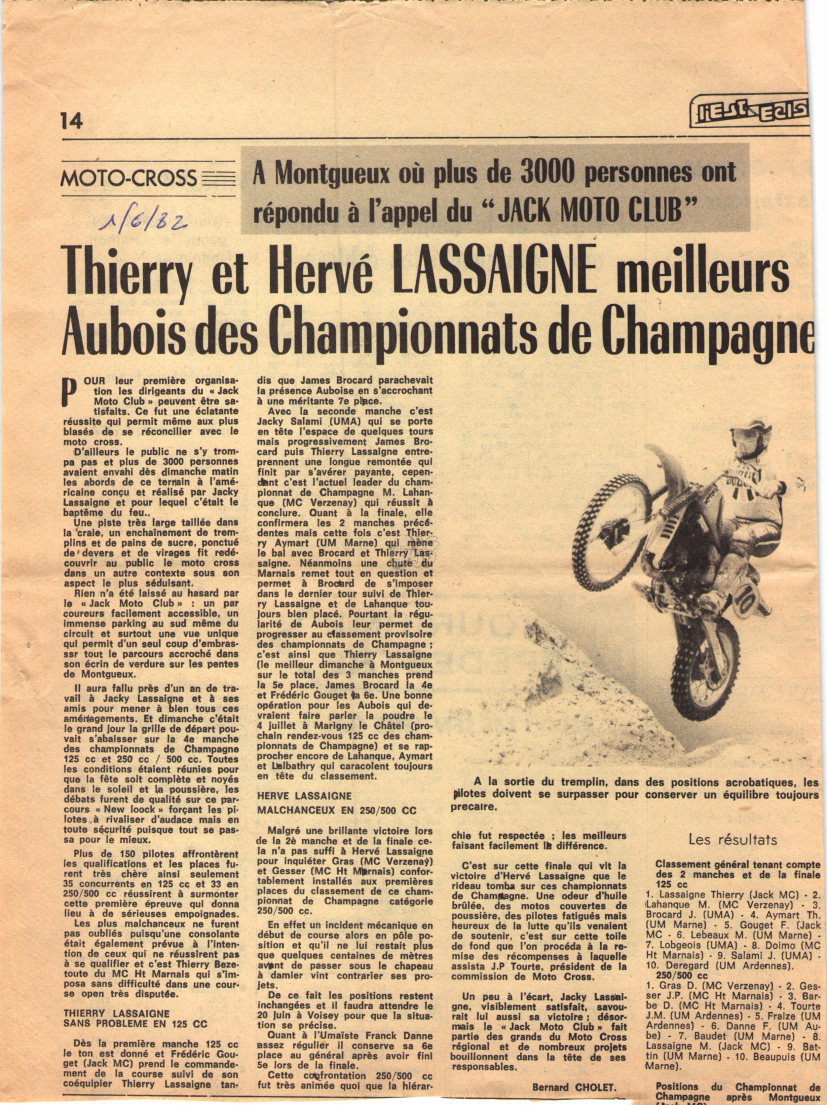 14
l'EST-ECLAIR
MOTO-CROSS
1/6/82
A Montgueux où plus de 3000 personnes ont
répondu à l'appel du "JACK MOTO CLUB"
Thierry et Hervé LASSAIGNE meilleurs
Aubois des Championnats de Champagne
POUR leur première organisa-
tion les dirigeants du « Jack
Moto Club » peuvent être sa-
tisfaits. Ce fut une éclatante
réussite qui permit même aux plus
blasés de se réconcilier avec le
moto cross.
D'ailleurs le public ne s'y trom-
pa pas et plus de 3000 personnes
avaient envahi dès dimanche matin
les abords de ce terrain à l'amé-
ricaine conçu et réalisé par Jacky
Lassaigne et pour lequel c'était le
baptême du feu..
Une piste très large taillée dans
la craie, un enchaînement de trem-
plins et de pains de sucre, ponctué
de devers et de virages fit redé-
couvrir au public le moto cross
dans un autre contexte sous son
aspect le plus séduisant.
Rien n'a été laissé au hasard par
le « Jack Moto Club » : un par
coureurs facilement accessible, un
immense parking au sud même du
circuit et surtout une vue unique
qui permit d'un seul coup d'embras-
ssr tout le parcous accroché dans
son écrin de verdure sur les pentes
de Montgueux.
Il aura fallu près d'un an de tra-
vail à Jacky Lassaigne et à ses
amis pour mener à bien tous ces
aménagements. Et dimanche c'était
le grand jour la grille de départ pou-
vait s'abaisser sur la 4e manche
des championnats de Champagne
125 cc et 250 cc / 500 cc. Toutes
les conditions étaient réunies pour
que la fête soit complète et noyés
dans le soleil et la poussière, les
débats furent de qualité sur ce par-
cours « New loock » forçant les pi-
lotes à rivaliser d'audace mais en
toute sécurité puisque tout se pas-
sa pour le mieux.
Plus de 150 pilotes affrontèrent
les qualifications et les places fu-
rent très chère ainsi seulement
35 concurrents en 125 cc et 33 en
250/500 cc réussirent à surmonter
cette première épreuve qui donna
lieu à de sérieuses empoignades.
Les plus malchanceux ne furent
pas oubliés puisqu'une consolante
était également prévue à l'inten-
tion de ceux qui ne réussirent pas
à se qualifier et c'est Thierry Beze-
toute du MC Ht Marnais qui s'im-
posa sans difficulté dans une cour-
se open très disputée.
THIERRY LASSAIGNE
SANS PROBLEME EN 125 CC
Dès la première manche 125 cc
le ton est donné et Frédéric Gou-
get (Jack MC) prend le commande-
ment de la course suivi de son
coéquipier Thierry Lassaigne tan-
dis que James Brocard parachevait
la présence Auboise en s'accrochant
à une méritante 7e place.
Avec la seconde manche c'est
Jacky Salami (UMA) qui se porte
en tête l'espace de quelques tours
mais progressivement James Bro-
card puis Thierry Lassaigne entre-
prennent une longue remontée qui
finit par s'avérer payante, cepen-
dant c'est l'actuel leader du cham-
pionnat de Champagne M. Lahan-
que (MC Verzenay) qui réussit à
conclure. Quant à la finale, elle
confirmera les 2 manches précé-
dentes mais cette fois c'est Thier-
ry Aymart (UM Marne) qui mène
le bal avec Brocard et Thierry Las-
saigne. Néanmoins une chute du
Marnais remet tout en question et
permet à Brocard de s'imposer
dans le dernier tour suivi de Thier-
ry Lassaigne et de Lahanque tou-
jours bien placé. Pourtant la régu-
larité de Aubois leur permet de
progresser au classement provisoire
des championnats de Champagne ;
c'est ainsi que Thierry Lassaigne
(le meilleur dimanche à Montgueux
sur le total des 3 manches prend
la 5e place, James Brocard la 4e
et Frédéric Gouget la 6e. Une bonne
opération pour les Aubois qui de-
vraient faire parler la poudre le
4 juillet à Marigny le Châtel (pro-
chain rendez-vous 125 cc des cham-
pionnats de Champagne) et se rap-
procher encore de Lahanque, Aymart
et Lalbathry qui caracolent toujours
en tête du classement.
HERVE LASSAIGNE
MALCHANCEUX EN 250/500 CC
Malgré une brillante victoire lors
de la 2è manche et de la finale ce-
la n'a pas suffi à Hervé Lassaigne
pour inquiéter Gras (MC Verzenay)
et Gesser (MC Ht Marnais) confor-
tablement installés aux premières
places du classement de ce cham-
pionnat de Champagne catégorie
250/500 cc.
En effet un incident mécanique en
début de course alors en pôle po-
sition et qu'il ne lui restait plus
que quelques centaines de mètres
avant de passer sous le chapeau
à damier vint contrarier ses pro-
jets.
De ce fait les positions restent
inchangées et il faudra attendre le
20 juin à Voisey pour que la situa-
tion se précise.
Quant à l'Umaïste Franck Danne
assez régulier il conserve sa 6e
place au général après avoir fini
5e lors de la finale.
Cette confrontation 250/500 cc
fut très animée quoi que la hiérar-
A la sortie du tremplin, dans des positions acrobatiques, les
pilotes doivent se surpasser pour conserver un équilibre toujours
precaire.
chie fut respectée ; les meilleurs
faisant facilement la différence.
C'est sur cette finale qui vit la
victoire d'Hervé Lassaigne que le
rideau tomba sur ces championnats
de Champagne. Une odeur d'huile
brûlée, des motos couvertes de
poussière, des pilotes fatigués mais
heureux de la lutte qu'ils venaient
de soutenir, c'est sur cette toile
de fond que l'on procéda à la re-
mise des récompenses à laquelle
assista J.P Tourte, président de la
commission de Moto Cross.
Un peu à l'écart, Jacky Lassai-
gne, visiblement satisfait, savou-
rait lui aussi sa victoire ; désor-
mais le « Jack Moto Club » fait
partie des grands du Moto Cross
régional et de nombreux projets
bouillonnent dans la tête de ses
responsables.
Bernard CHOLET.
Les résultats
Classement général tenant compte
des 2 manches et de la finale
125 cc
1. Lassaigne Thierry (Jack MC) - 2.
Lahanque M. (MC Verzenay) - 3.
Brocard J. (UMA) - 4. Aymart Th.
(UM Marne) - 5. Gouget F. (Jack
MC - 6. Lebeaux M. (UM Marne) -
7. Lobgeois (UMA) - 8. Doimo (MC
Ht Marnais) - 9. Salami J. (UMA) -
10. Deregard (UM Ardennes).
250/500 cc
1. Gras D. (MC Verzenay) - 2. Ges-
ser J.P. (MC Ht Marnais) - 3. Bar-
be D. (MC Ht Marnais) - 4. Tourte
J.M. (UM Ardennes) - 5. Fraize (UM
Ardennes) - 6. Danne F. (UM Au-
be) - 7, Baudet (UM Marne) - 8.
Lassaigne M. (Jack MC) - 9. Bat-
tin (UM Marne) - 10. Beaupuis (UM
Marne).
Positions du Championnat de
Champagne après Montgueux